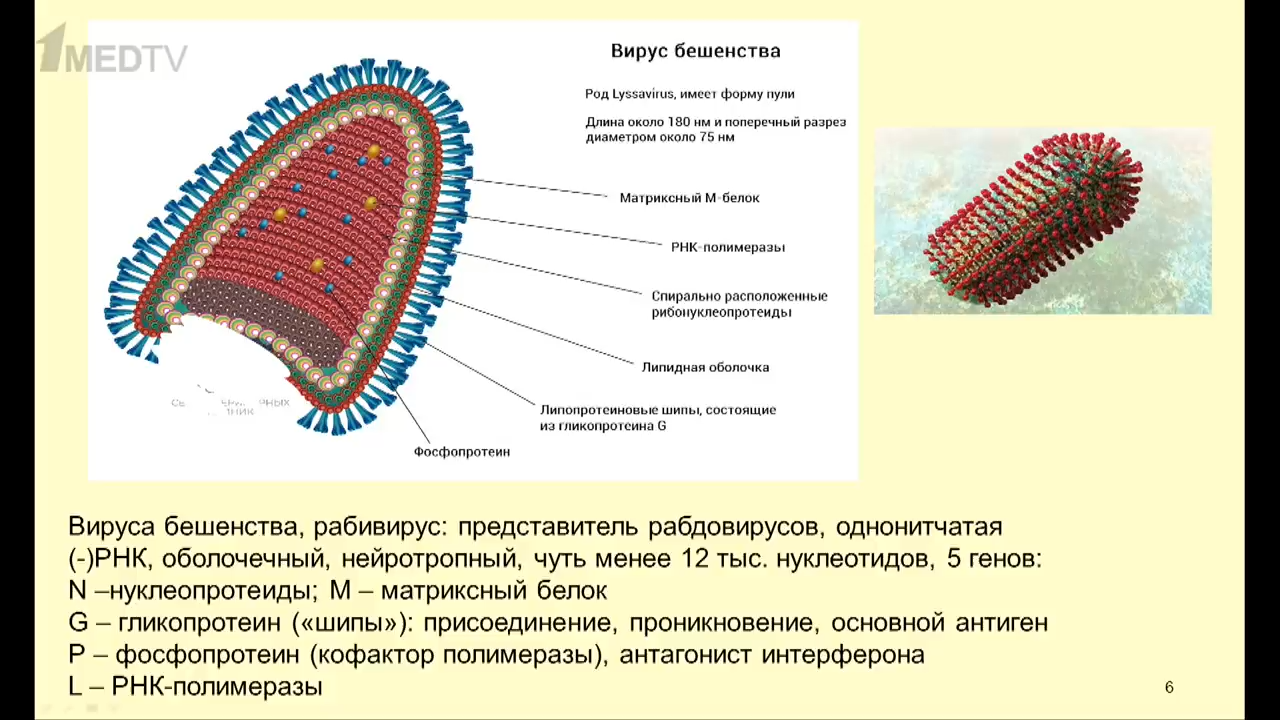 1MEDTV
Вирус бешенства
Род Lyssavirus, имеет форму пули
Длина около 180 нм и поперечный разрез
диаметром около 75 нм
Матриксный М-белок
РНК-полимеразы
Спирально расположенные
рибонуклеопротеиды
Липидная оболочка
Липопротеиновые шипы, состоящие
из гликопротеина G
Фосфопротеин
Вируса бешенства, рабивирус: представитель рабдовирусов, однонитчатая
(-)РНК, оболочечный, нейротропный, чуть менее 12 тыс. нуклеотидов, 5 генов:
N –нуклеопротеиды; М – матриксный белок
G – гликопротеин («шипы»): присоединение, проникновение, основной антиген
P – фосфопротеин (кофактор полимеразы), антагонист интерферона
L – РНК-полимеразы
6